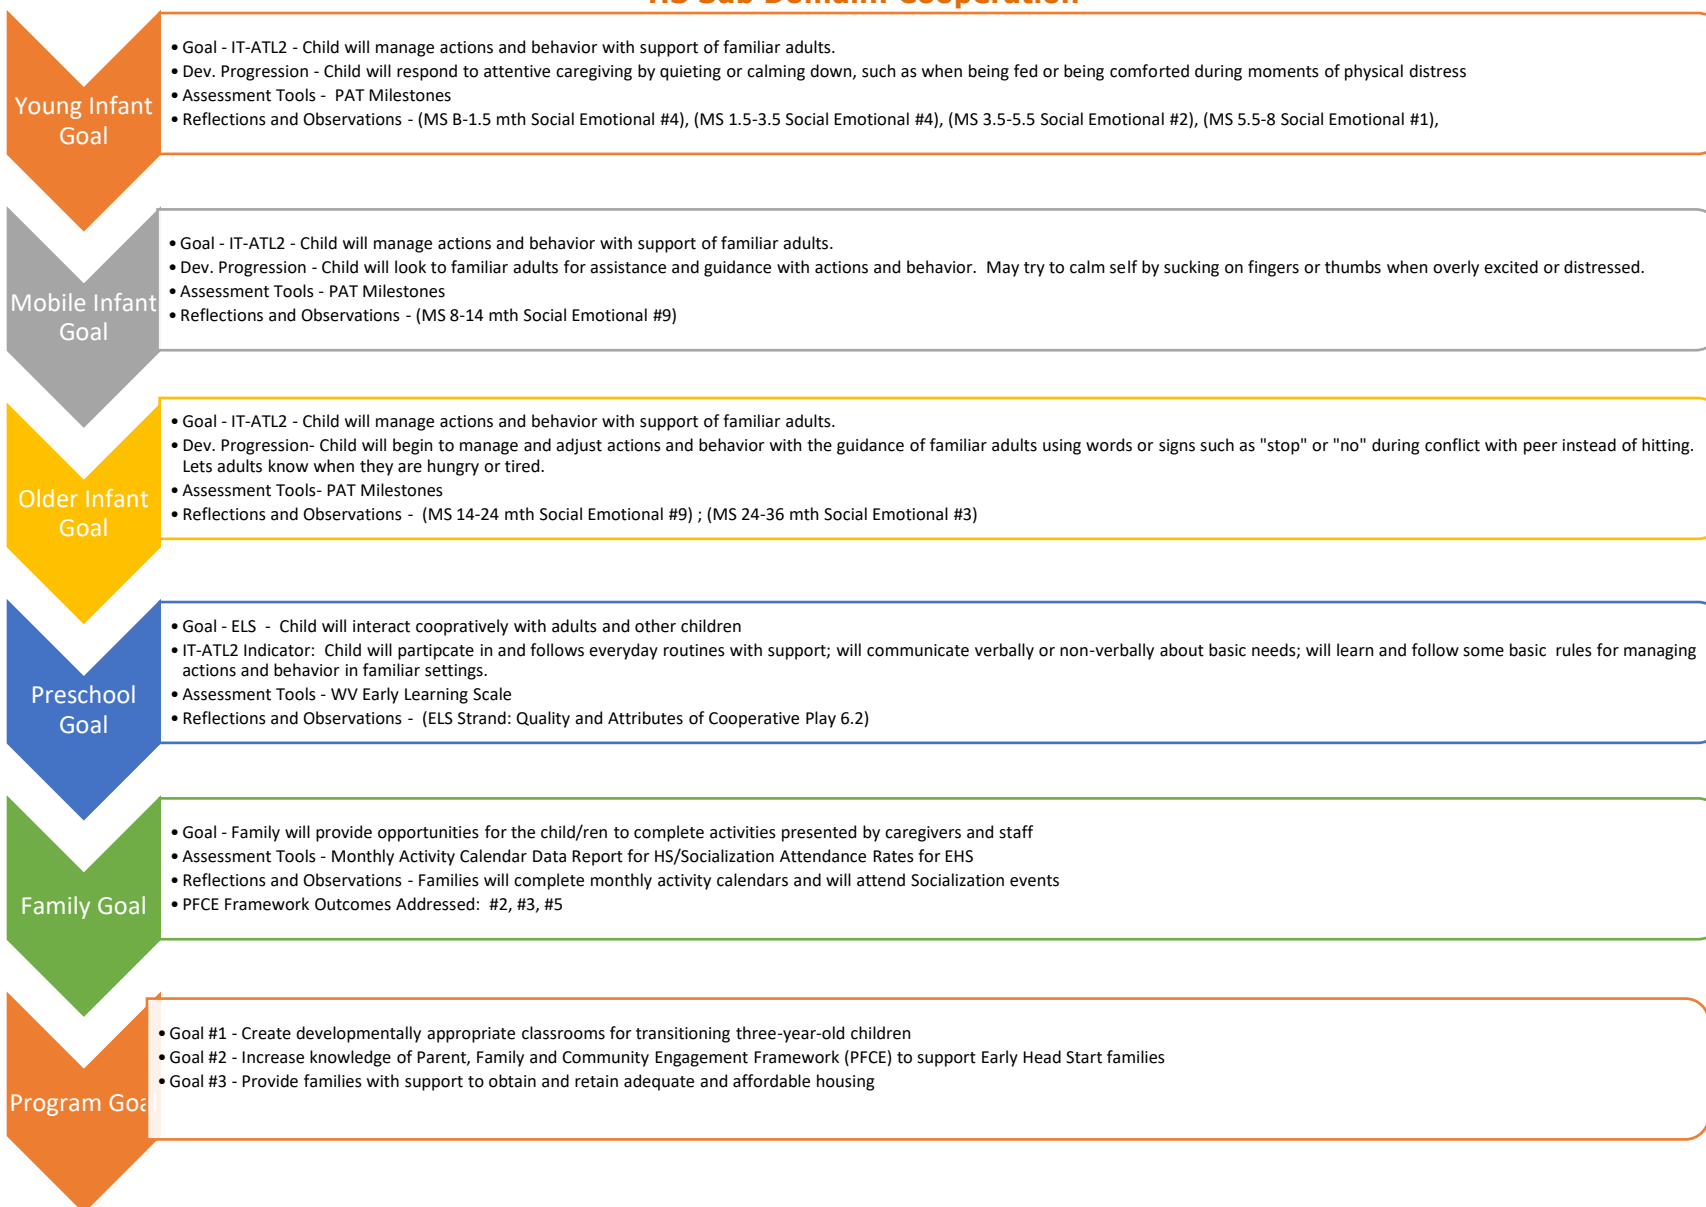 HS Sub-Domain: Cooperation
Young Infant
Goal
• Goal - IT-ATL2 - Child will manage actions and behavior with support of familiar adults.
• Dev. Progression - Child will respond to attentive caregiving by quieting or calming down, such as when being fed or being comforted during moments of physical distress
• Assessment Tools -  PAT Milestones
• Reflections and Observations - (MS B-1.5 mth Social Emotional #4), (MS 1.5-3.5 Social Emotional #4), (MS 3.5-5.5 Social Emotional #2), (MS 5.5-8 Social Emotional #1),
Mobile Infant
Goal
• Goal - IT-ATL2 - Child will manage actions and behavior with support of familiar adults.
• Dev. Progression - Child will look to familiar adults for assistance and guidance with actions and behavior.  May try to calm self by sucking on fingers or thumbs when overly excited or distressed.
• Assessment Tools - PAT Milestones
• Reflections and Observations - (MS 8-14 mth Social Emotional #9)
Older Infant
Goal
• Goal - IT-ATL2 - Child will manage actions and behavior with support of familiar adults.
• Dev. Progression- Child will begin to manage and adjust actions and behavior with the guidance of familiar adults using words or signs such as "stop" or "no" during conflict with peer instead of hitting.
Lets adults know when they are hungry or tired.
• Assessment Tools- PAT Milestones
• Reflections and Observations -  (MS 14-24 mth Social Emotional #9) ; (MS 24-36 mth Social Emotional #3)
Preschool
Goal
• Goal - ELS  -  Child will interact coopratively with adults and other children
• IT-ATL2 Indicator:  Child will partipcate in and follows everyday routines with support; will communicate verbally or non-verbally about basic needs; will learn and follow some basic  rules for managing
actions and behavior in familiar settings.
• Assessment Tools - WV Early Learning Scale
• Reflections and Observations -  (ELS Strand: Quality and Attributes of Cooperative Play 6.2)
Family Goal
• Goal - Family will provide opportunities for the child/ren to complete activities presented by caregivers and staff
• Assessment Tools - Monthly Activity Calendar Data Report for HS/Socialization Attendance Rates for EHS
• Reflections and Observations - Families will complete monthly activity calendars and will attend Socialization events
• PFCE Framework Outcomes Addressed:  #2, #3, #5
Program Goal
• Goal #1 - Create developmentally appropriate classrooms for transitioning three-year-old children
• Goal #2 - Increase knowledge of Parent, Family and Community Engagement Framework (PFCE) to support Early Head Start families
• Goal #3 - Provide families with support to obtain and retain adequate and affordable housing